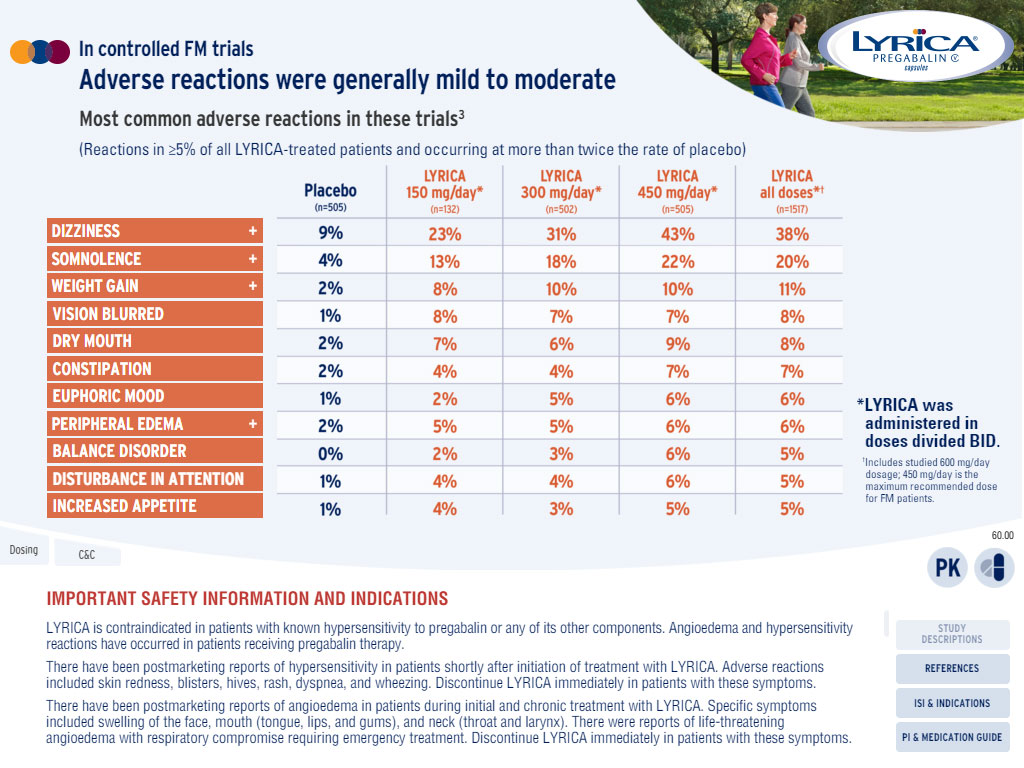 In controlled FM trials
Adverse reactions were generally mild to moderate
LYRICA®
PREGABALIN CV
capsules
Most common adverse reactions in these trials³
(Reactions in ≥5% of all LYRICA-treated patients and occurring at more than twice the rate of placebo)
Placebo (n=505) LYRICA 150 mg/day* (n=132) LYRICA 300 mg/day* (n=502) LYRICA 450 mg/day* (n=505) LYRICA all doses*† (n=1517)
DIZZINESS + 9% 23% 31% 43% 38%
SOMNOLENCE + 4% 13% 18% 22% 20%
WEIGHT GAIN + 2% 8% 10% 10% 11%
VISION BLURRED 1% 8% 7% 7% 8%
DRY MOUTH 2% 7% 6% 9% 8%
CONSTIPATION 2% 4% 4% 7% 7%
EUPHORIC MOOD 1% 2% 5% 6% 6%
PERIPHERAL EDEMA + 2% 5% 5% 6% 6%
BALANCE DISORDER 0% 2% 3% 6% 5%
DISTURBANCE IN ATTENTION 1% 4% 4% 6% 5%
INCREASED APPETITE 1% 4% 3% 5% 5%
*LYRICA was
administered in
doses divided BID.
†Includes studied 600 mg/day
dosage; 450 mg/day is the
maximum recommended dose
for FM patients.
60.00
Dosing
C&C
PK
IMPORTANT SAFETY INFORMATION AND INDICATIONS
LYRICA is contraindicated in patients with known hypersensitivity to pregabalin or any of its other components. Angioedema and hypersensitivity
reactions have occurred in patients receiving pregabalin therapy.
There have been postmarketing reports of hypersensitivity in patients shortly after initiation of treatment with LYRICA. Adverse reactions
included skin redness, blisters, hives, rash, dyspnea, and wheezing. Discontinue LYRICA immediately in patients with these symptoms.
There have been postmarketing reports of angioedema in patients during initial and chronic treatment with LYRICA. Specific symptoms
included swelling of the face, mouth (tongue, lips, and gums), and neck (throat and larynx). There were reports of life-threatening
angioedema with respiratory compromise requiring emergency treatment. Discontinue LYRICA immediately in patients with these symptoms.
STUDY
DESCRIPTIONS
REFERENCES
ISI & INDICATIONS
PI & MEDICATION GUIDE